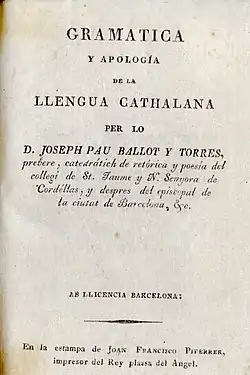 GRAMATICA
Y APOLOGÍA
DE LA
LLENGUA CATHALANA
PER LO
D. JOSEPH PAU BALLOT Y TORRES,
prebere, catedrátich de retórica y poesía del
collegi de St. Jaume y N. Senyora de
Cordéllas, y despres del episcopal de
la ciutat de Barcelona, &c.
AB LLICENCIA BARCELONA:
En la estampa de JOAN FRANCISCO PIFERRER,
impresor del Rey plassa del Angel.